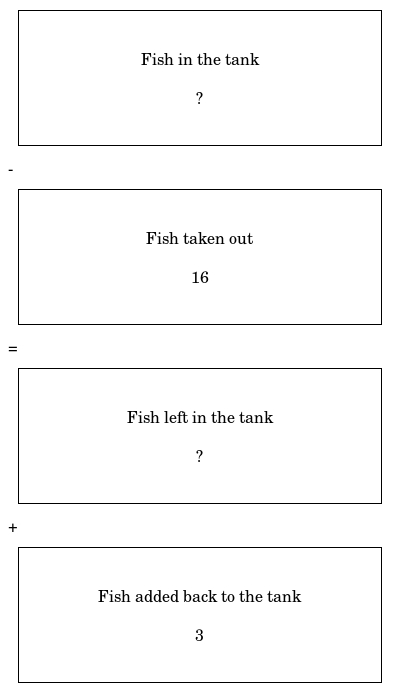 Fish in the tank
?
-
Fish taken out
16
=
Fish left in the tank
?
+
Fish added back to the tank
3